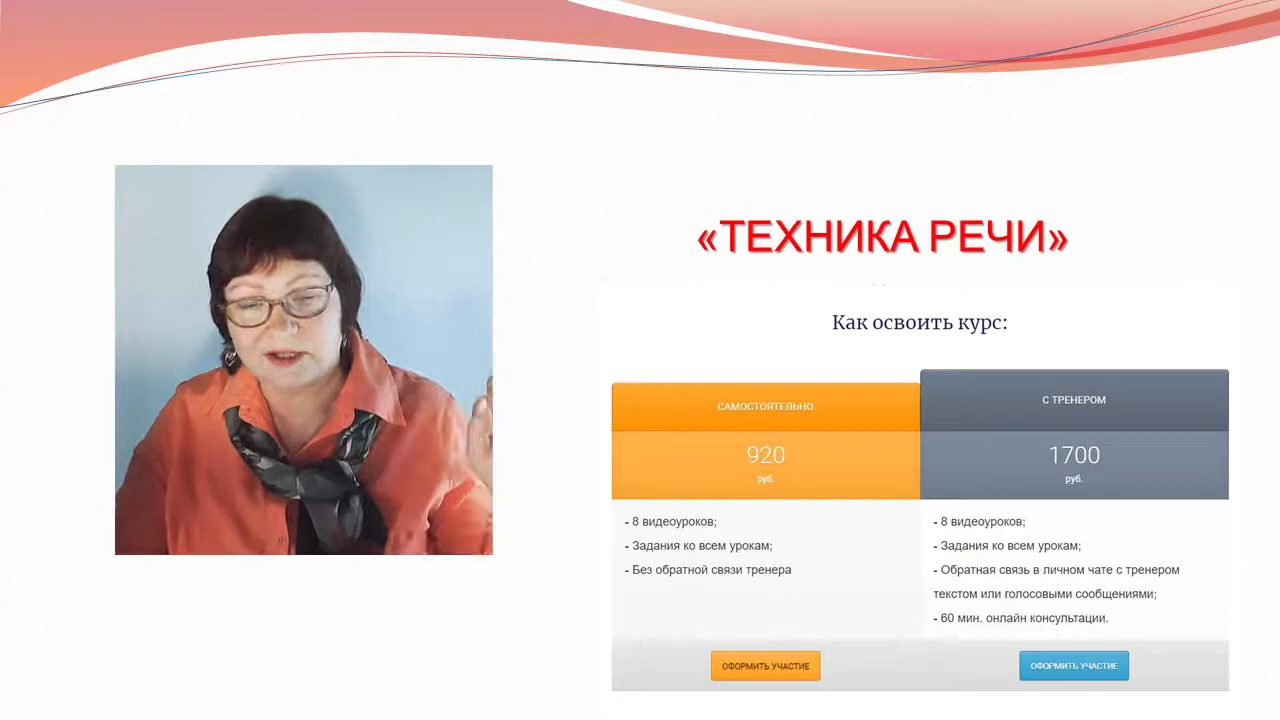 «ТЕХНИКА РЕЧИ»
Как освоить курс:
САМОСТОЯТЕЛЬНО
920
руб.
- 8 видеоуроков;
- Задания ко всем урокам;
- Без обратной связи тренера
ОФОРМИТЬ УЧАСТИЕ
С ТРЕНЕРОМ
1700
руб.
- 8 видеоуроков;
- Задания ко всем урокам;
- Обратная связь в личном чате с тренером
текстом или голосовыми сообщениями;
- 60 мин. онлайн консультации.
ОФОРМИТЬ УЧАСТИЕ